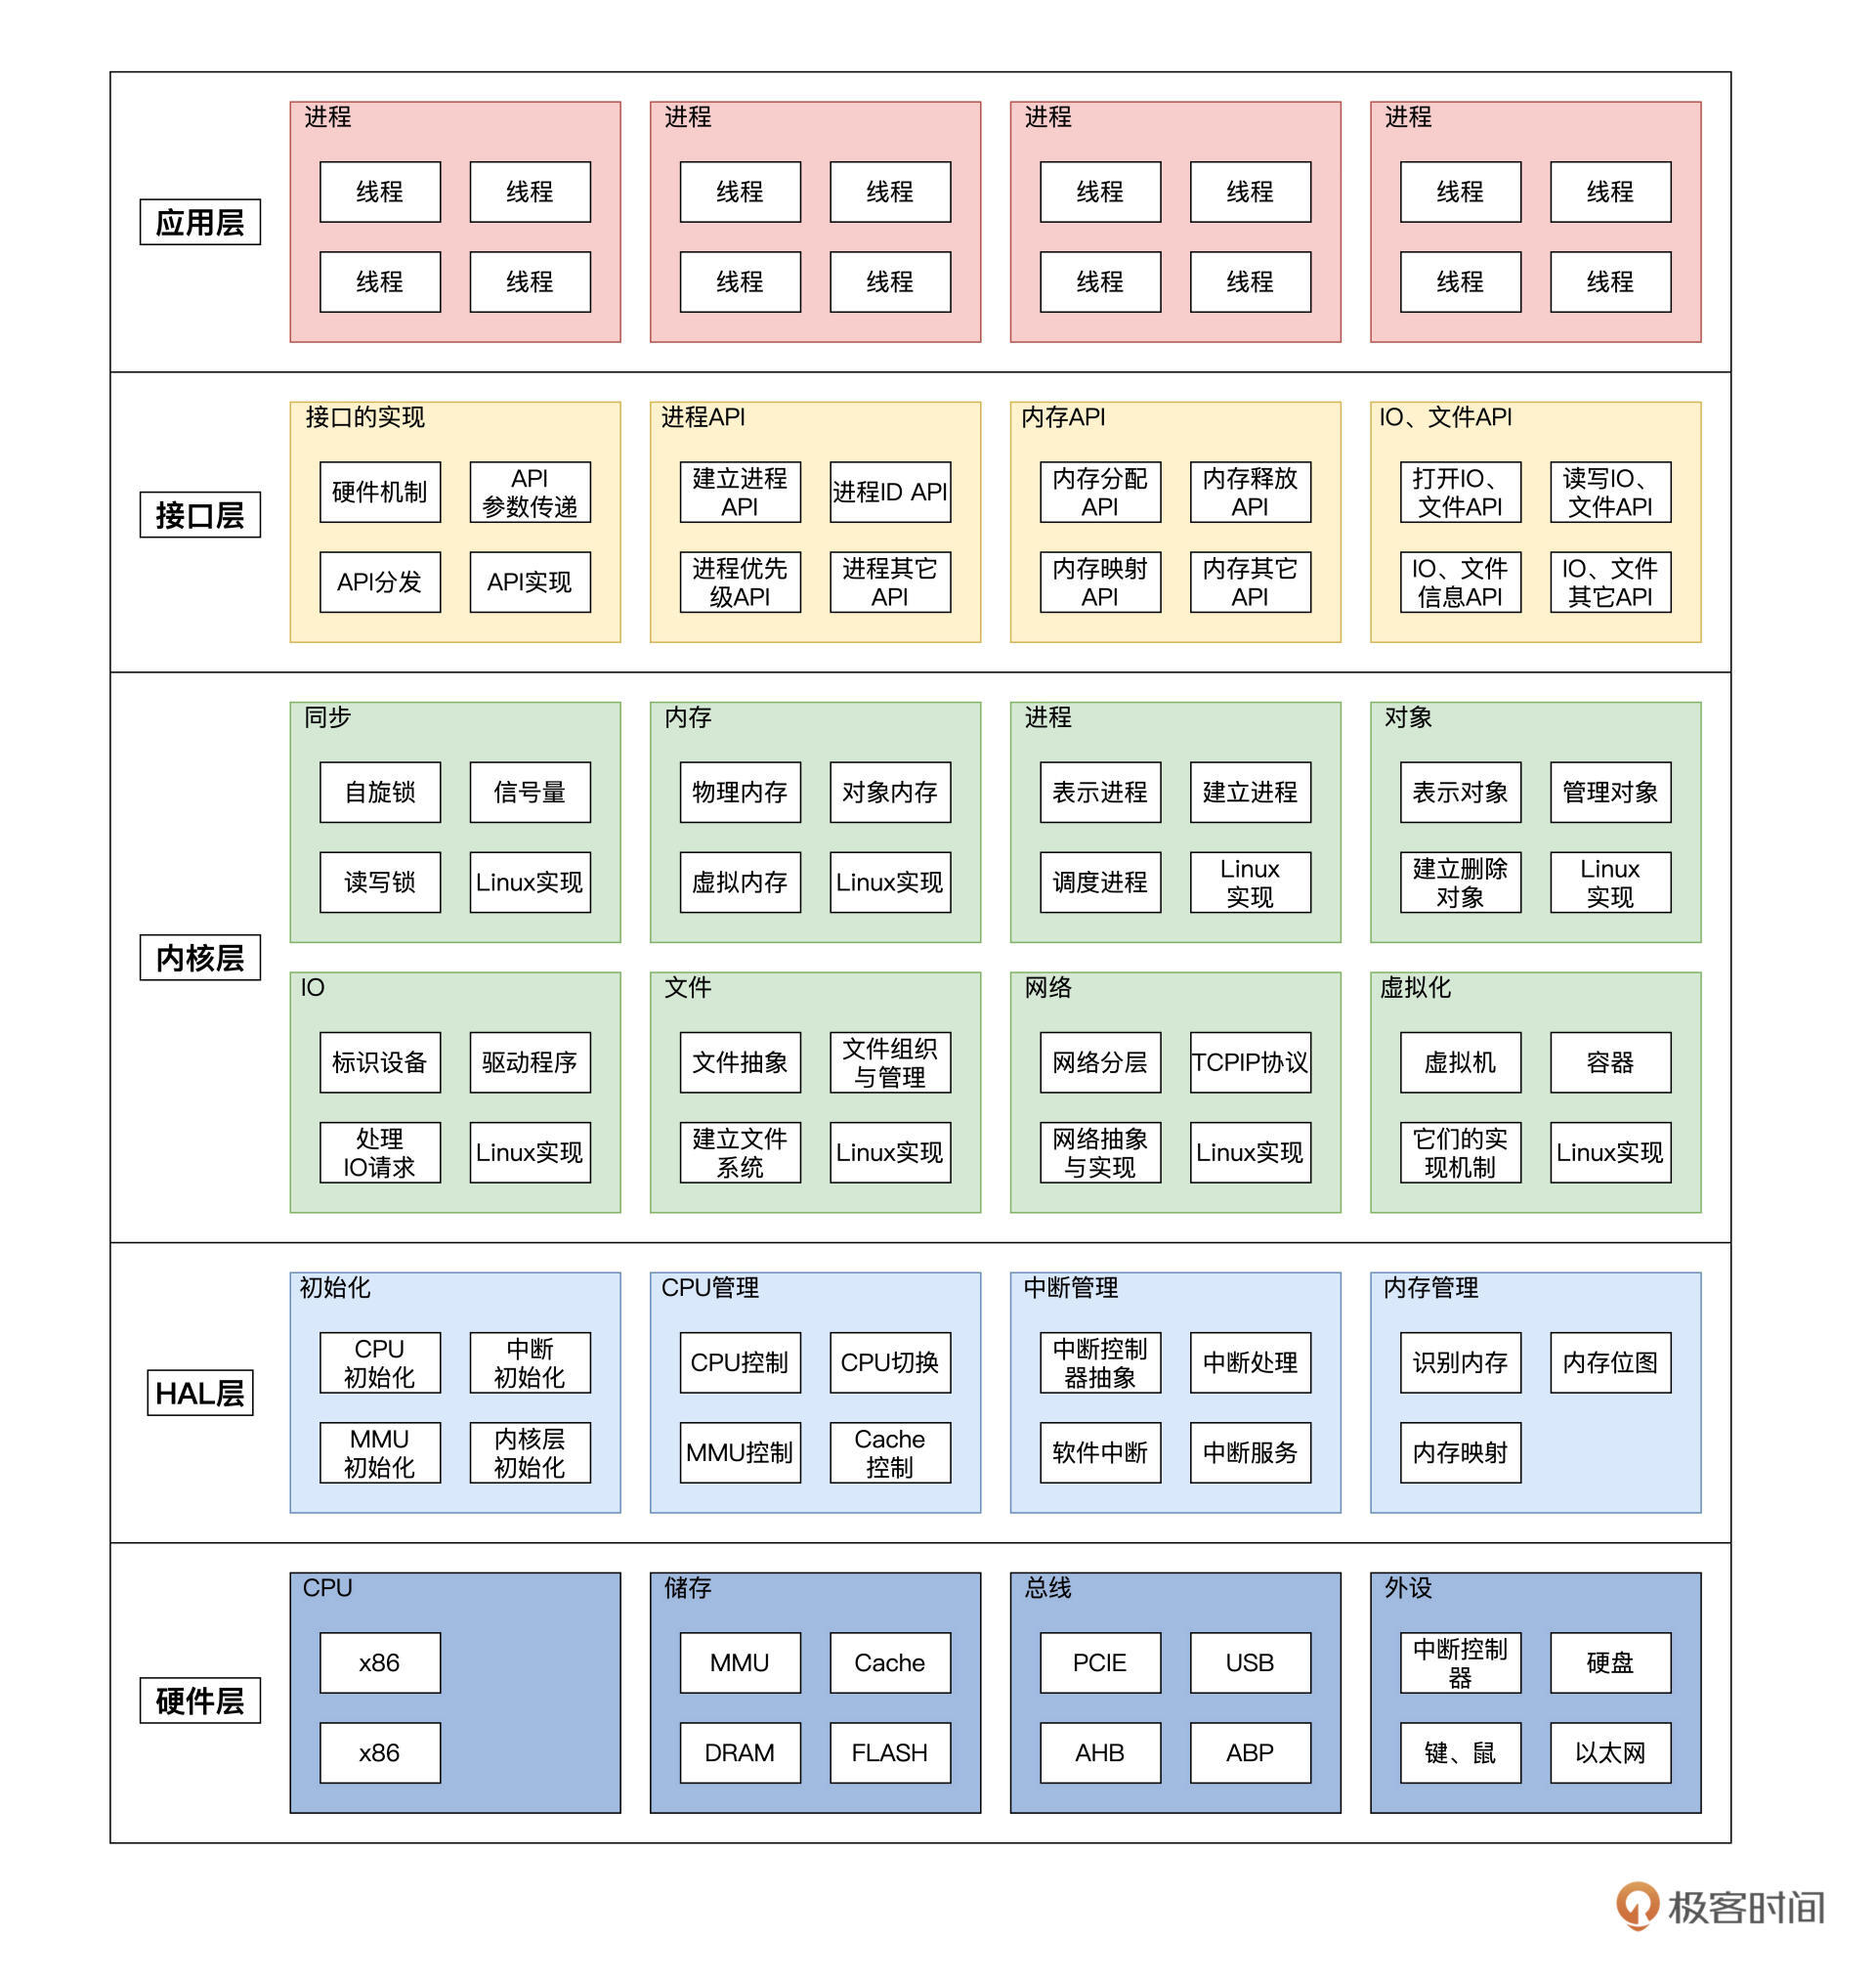 应用层
进程
线程
线程
线程
线程
进程
线程
线程
线程
线程
进程
线程
线程
线程
线程
进程
线程
线程
线程
线程
接口层
接口的实现
硬件机制
API
参数传递
API分发
API实现
进程API
建立进程
API
进程ID API
进程优先
级API
进程其它
API
内存API
内存分配
API
内存释放
API
内存映射
API
内存其它
API
IO、文件API
打开IO、
文件API
读写IO、
文件API
IO、文件
信息API
IO、文件
其它API
内核层
同步
自旋锁
信号量
读写锁
Linux实现
内存
物理内存
对象内存
虚拟内存
Linux实现
进程
表示进程
建立进程
调度进程
Linux
实现
对象
表示对象
管理对象
建立删除
对象
Linux
实现
IO
标识设备
驱动程序
处理
IO请求
Linux实现
文件
文件抽象
文件组织
与管理
建立文件
系统
Linux实现
网络
网络分层
TCPIP协议
网络抽象
与实现
Linux实现
虚拟化
虚拟机
容器
它们的实
现机制
Linux实现
HAL层
初始化
CPU
初始化
中断
初始化
MMU
初始化
内核层
初始化
CPU管理
CPU控制
CPU切换
MMU控制
Cache
控制
中断管理
中断控制
器抽象
中断处理
软件中断
中断服务
内存管理
识别内存
内存位图
内存映射
硬件层
CPU
x86
x86
储存
MMU
Cache
DRAM
FLASH
总线
PCIE
USB
AHB
ABP
外设
中断控制
器
硬盘
键、鼠
以太网
极客时间